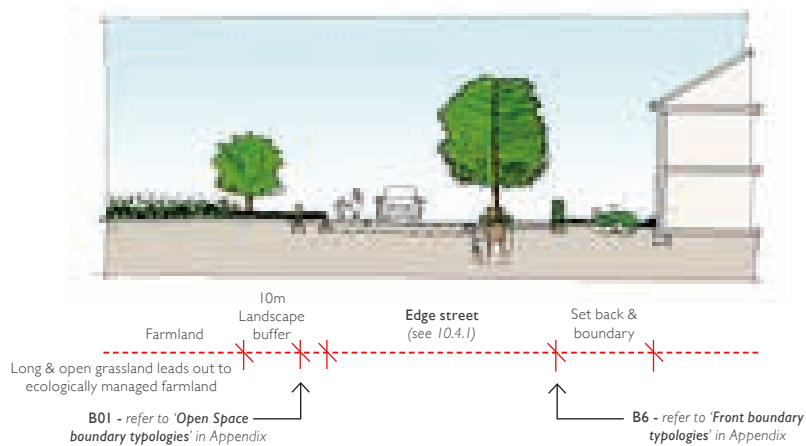 10m
Landscape
buffer
Farmland
Edge street
(see 10.4.1)
Set back &
boundary
Long & open grassland leads out to
ecologically managed farmland
B01 - refer to ‘Open Space
boundary typologies’ in Appendix
B6 - refer to ‘Front boundary
typologies’ in Appendix